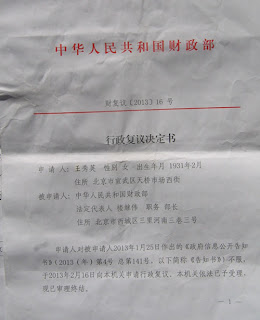 中华人民共和国财政部
财复议〔2013〕16号
行政复议决定书
申请人:王秀英 性别 女 出生年月 1931年2月
住所 北京市宣武区天桥市场西街
被申请人:中华人民共和国财政部
法定代表人 楼继伟 职务 部长
住所 北京市西城区三里河南三巷三号
申请人对被申请人2013年1月25日作出的《政府信息公开告知
书》(2013(年)第4号 总第141号,以下简称《告知书》)不服,
于2013年2月16日向本机关申请行政复议。本机关依法已予受理,
现已审理终结。
— 1 —